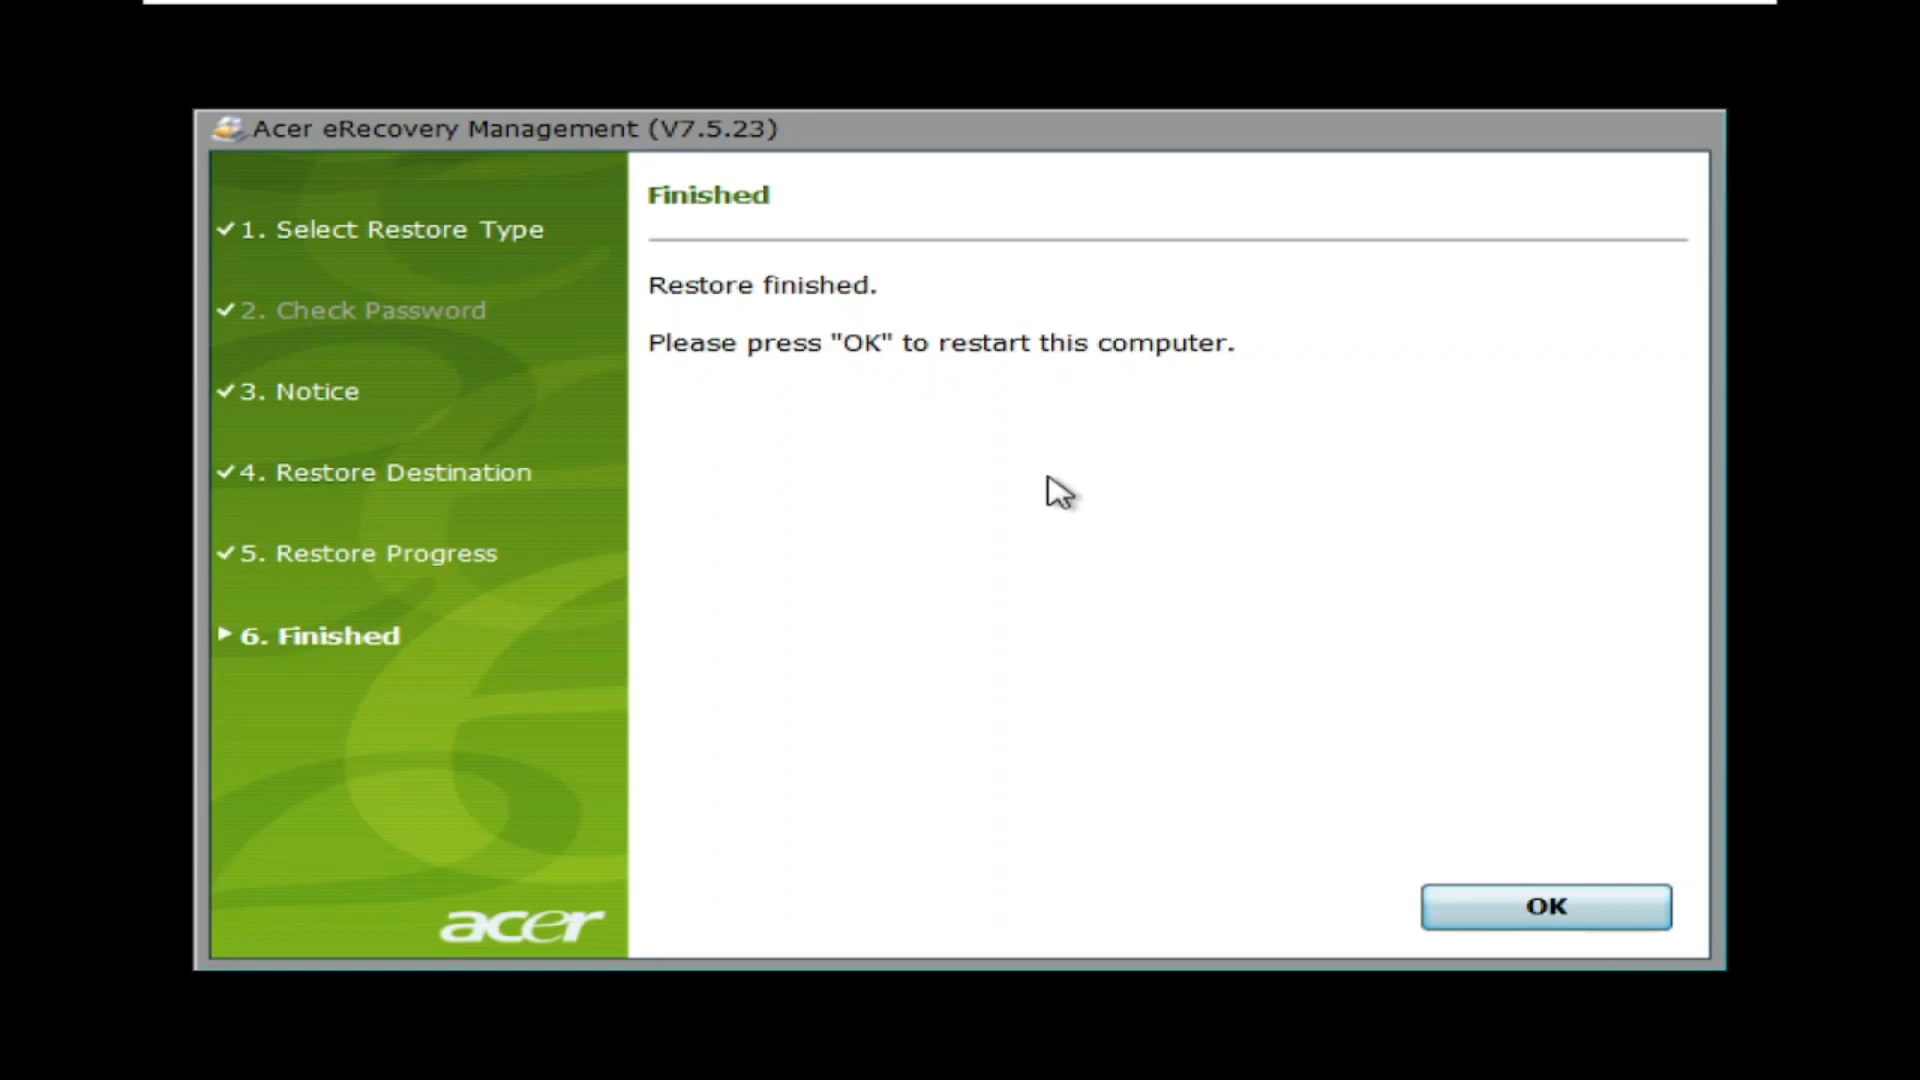 Acer eRecovery Management (V7.5.23)
✓1. Select Restore Type
✓2. Check Password
✓3. Notice
✓4. Restore Destination
✓5. Restore Progress
▶ 6. Finished
acer
Finished
Restore finished.
Please press "OK" to restart this computer.
OK